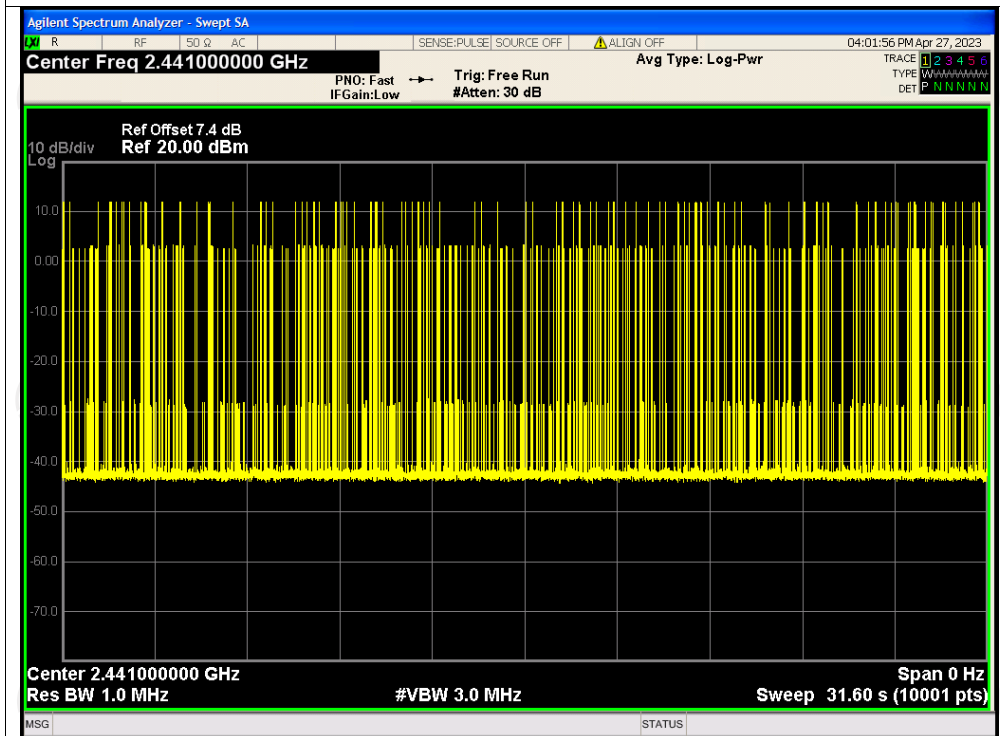 Agilent Spectrum Analyzer - Swept SA
LXI R RF 50 Ω AC SENSE:PULSE SOURCE OFF ALIGN OFF 04:01:56 PM Apr 27, 2023
Center Freq 2.441000000 GHz
PNO: Fast
IFGain:Low
Trig: Free Run
#Atten: 30 dB
Avg Type: Log-Pwr
TRACE 1 2 3 4 5 6
TYPE W
DET P N N N N N
Ref Offset 7.4 dB
10 dB/div Ref 20.00 dBm
Log
10.0
0.00
-10.0
-20.0
-30.0
-40.0
-50.0
-60.0
-70.0
Center 2.441000000 GHz Span 0 Hz
Res BW 1.0 MHz #VBW 3.0 MHz Sweep 31.60 s (10001 pts)
MSG STATUS